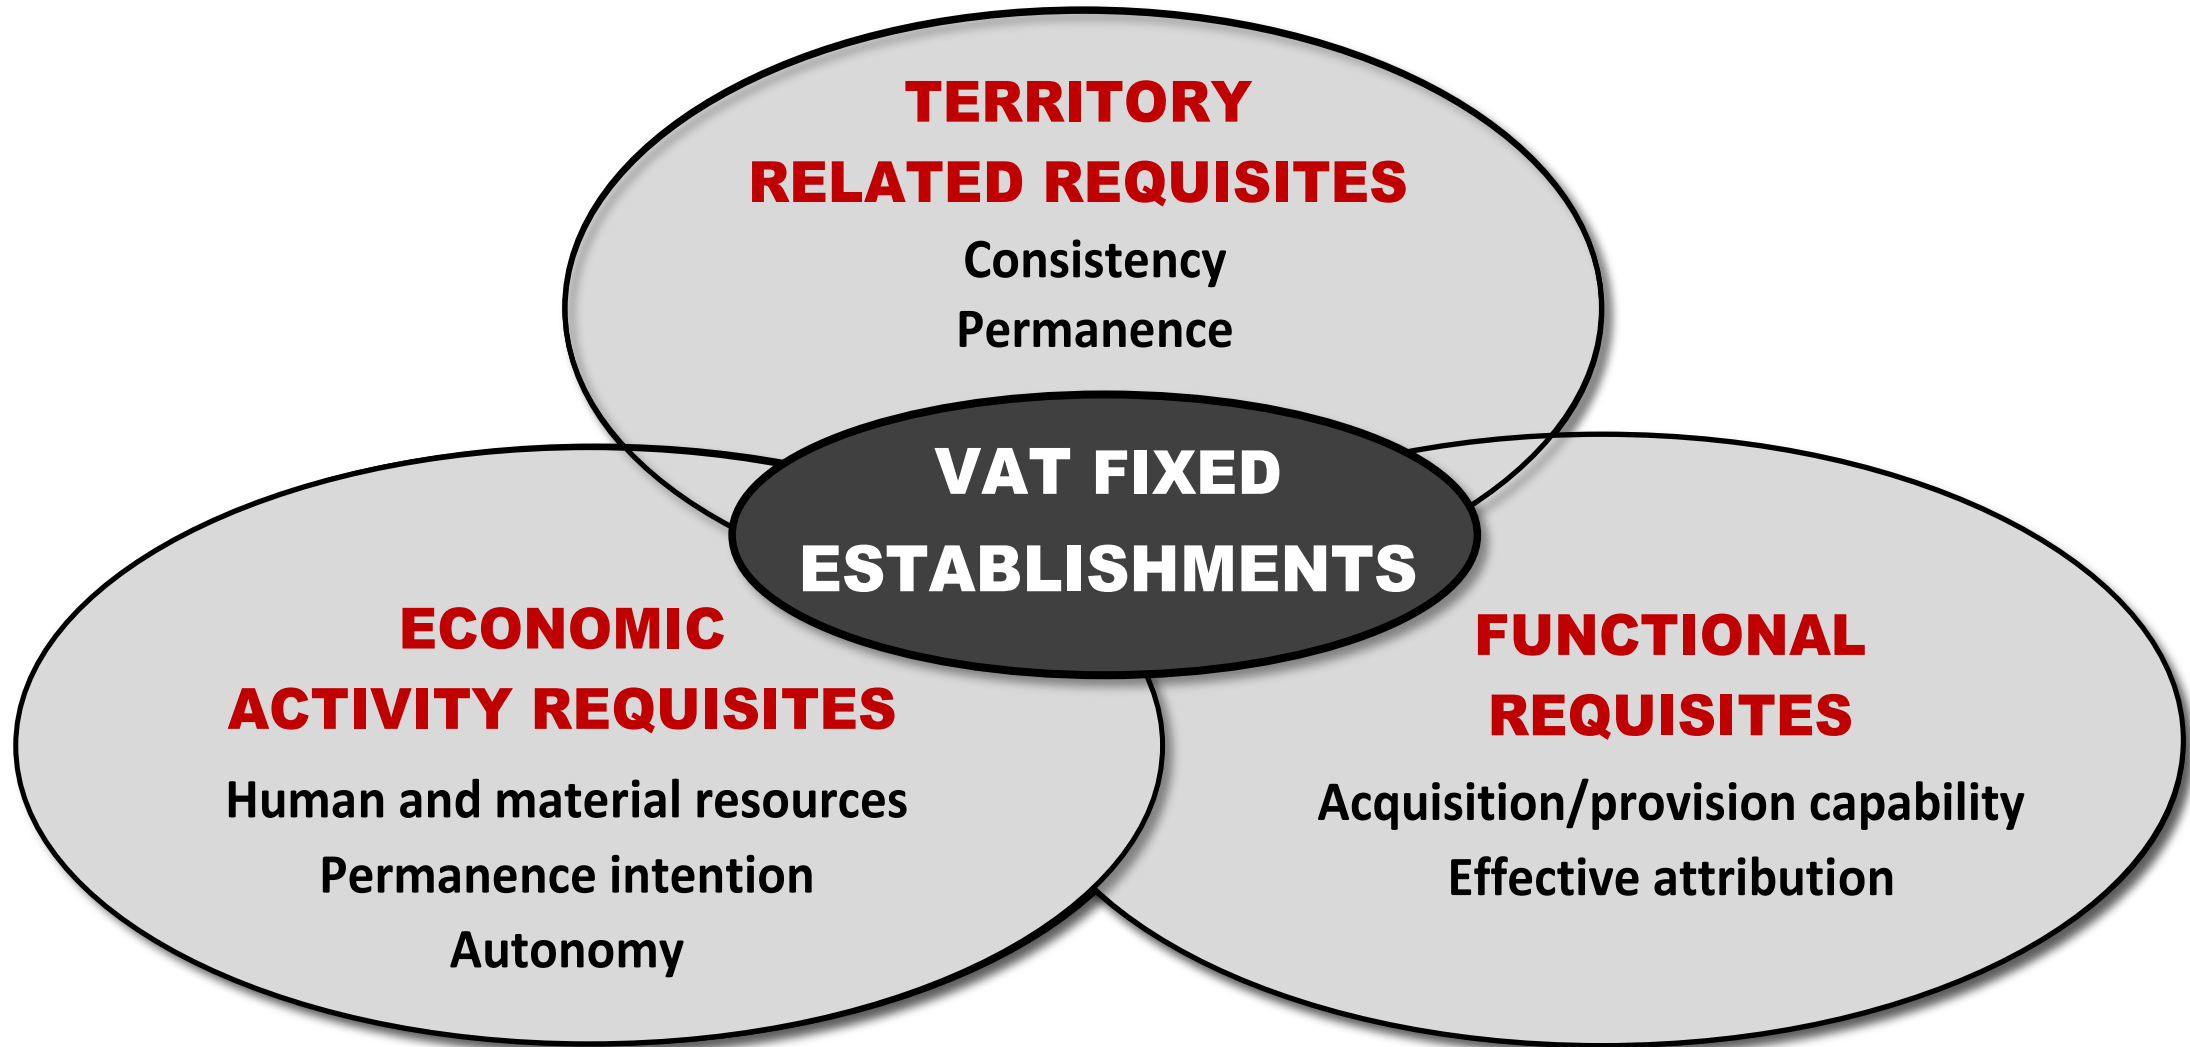 TERRITORY
RELATED REQUISITES
Consistency
Permanence
VAT FIXED
ESTABLISHMENTS
ECONOMIC
ACTIVITY REQUISITES
Human and material resources
Permanence intention
Autonomy
FUNCTIONAL
REQUISITES
Acquisition/provision capability
Effective attribution